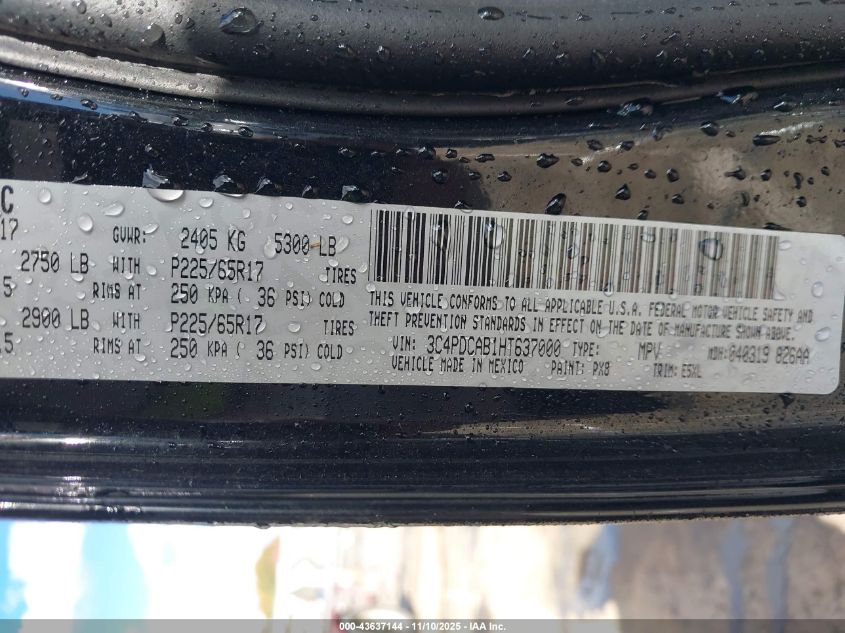 C
17
GVWR: 2405 KG 5300 LB
2750 LB WITH P225/65R17 TIRES
5 RIMS AT 250 KPA ( 36 PSI) COLD
2900 LB WITH P225/65R17 TIRES
.5 RIMS AT 250 KPA ( 36 PSI) COLD
THIS VEHICLE CONFORMS TO ALL APPLICABLE U.S.A. FEDERAL MOTOR VEHICLE SAFETY AND
THEFT PREVENTION STANDARDS IN EFFECT ON THE DATE OF MANUFACTURE SHOWN ABOVE.
VIN: 3C4PDCAB1HT637000 TYPE: MPV MDH: 040319 826AA
VEHICLE MADE IN MEXICO PAINT: PX8 TRIM: E5XL
000-43637144 — 11/10/2025 — IAAI.COM